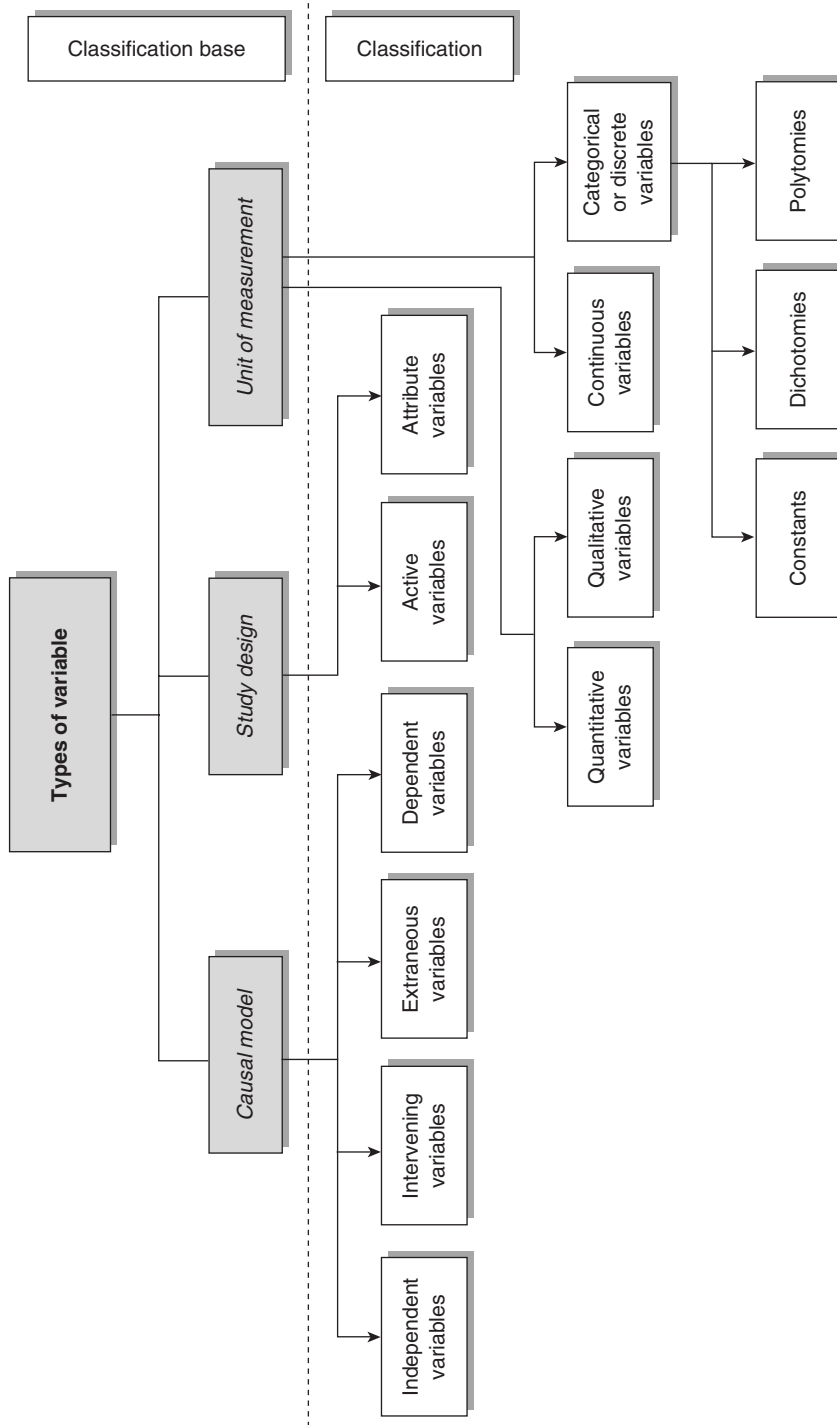 Types of variable
Classification base
Causal model
Study design
Unit of measurement
Classification
Independent
variables
Intervening
variables
Extraneous
variables
Dependent
variables
Active
variables
Attribute
variables
Quantitative
variables
Qualitative
variables
Continuous
variables
Categorical
or discrete
variables
Constants
Dichotomies
Polytomies